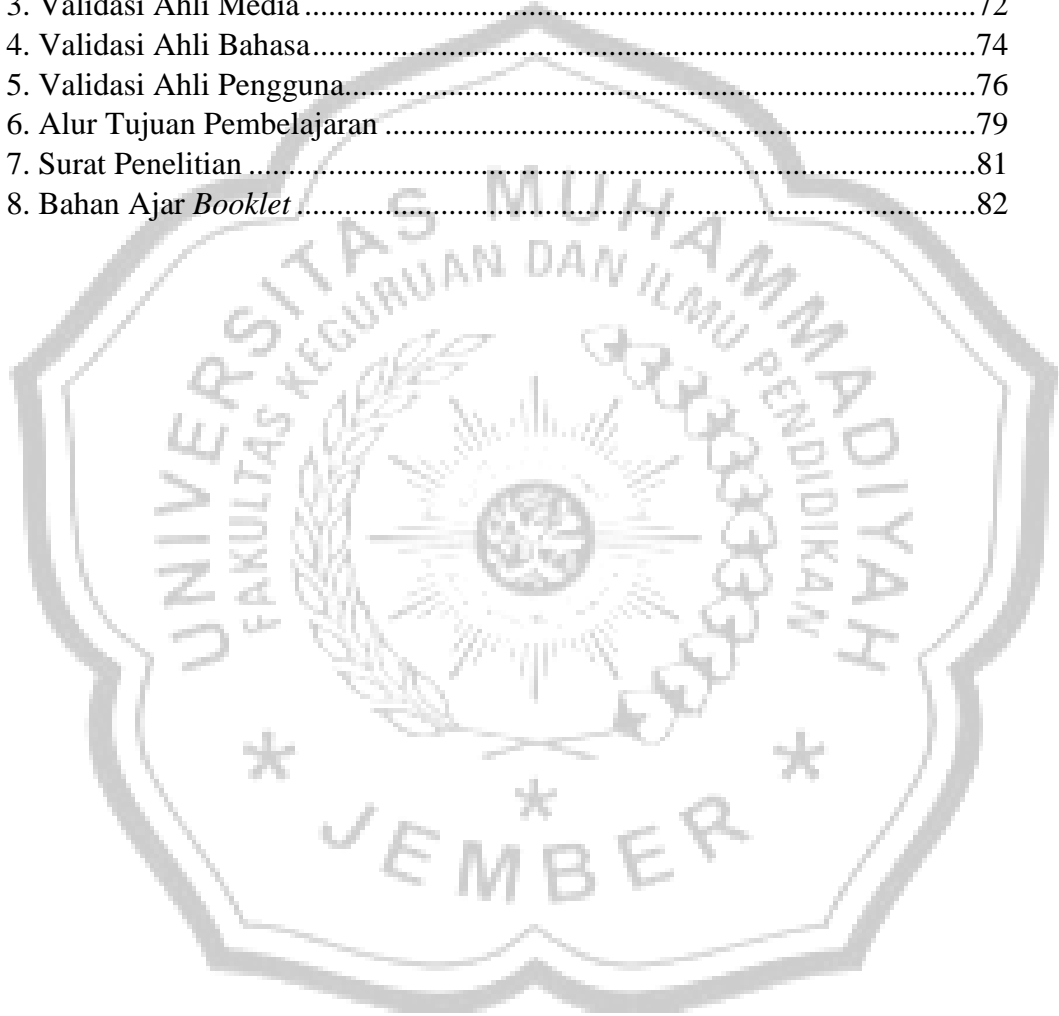 3. Validasi Ahli Media........................................................................................72
4. Validasi Ahli Bahasa.......................................................................................74
5. Validasi Ahli Pengguna...................................................................................76
6. Alur Tujuan Pembelajaran..............................................................................79
7. Surat Penelitian...............................................................................................81
8. Bahan Ajar Booklet.........................................................................................82
UNIVERSITAS MUHAMMADIYAH
FAKULTAS KEGURUAN DAN ILMU PENDIDIKAN
* JEMBER *
*